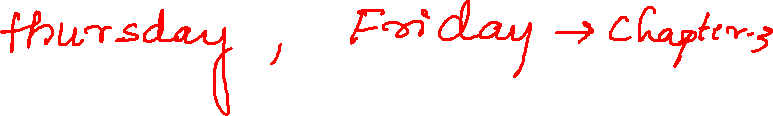 thursday, Friday → Chapter-3